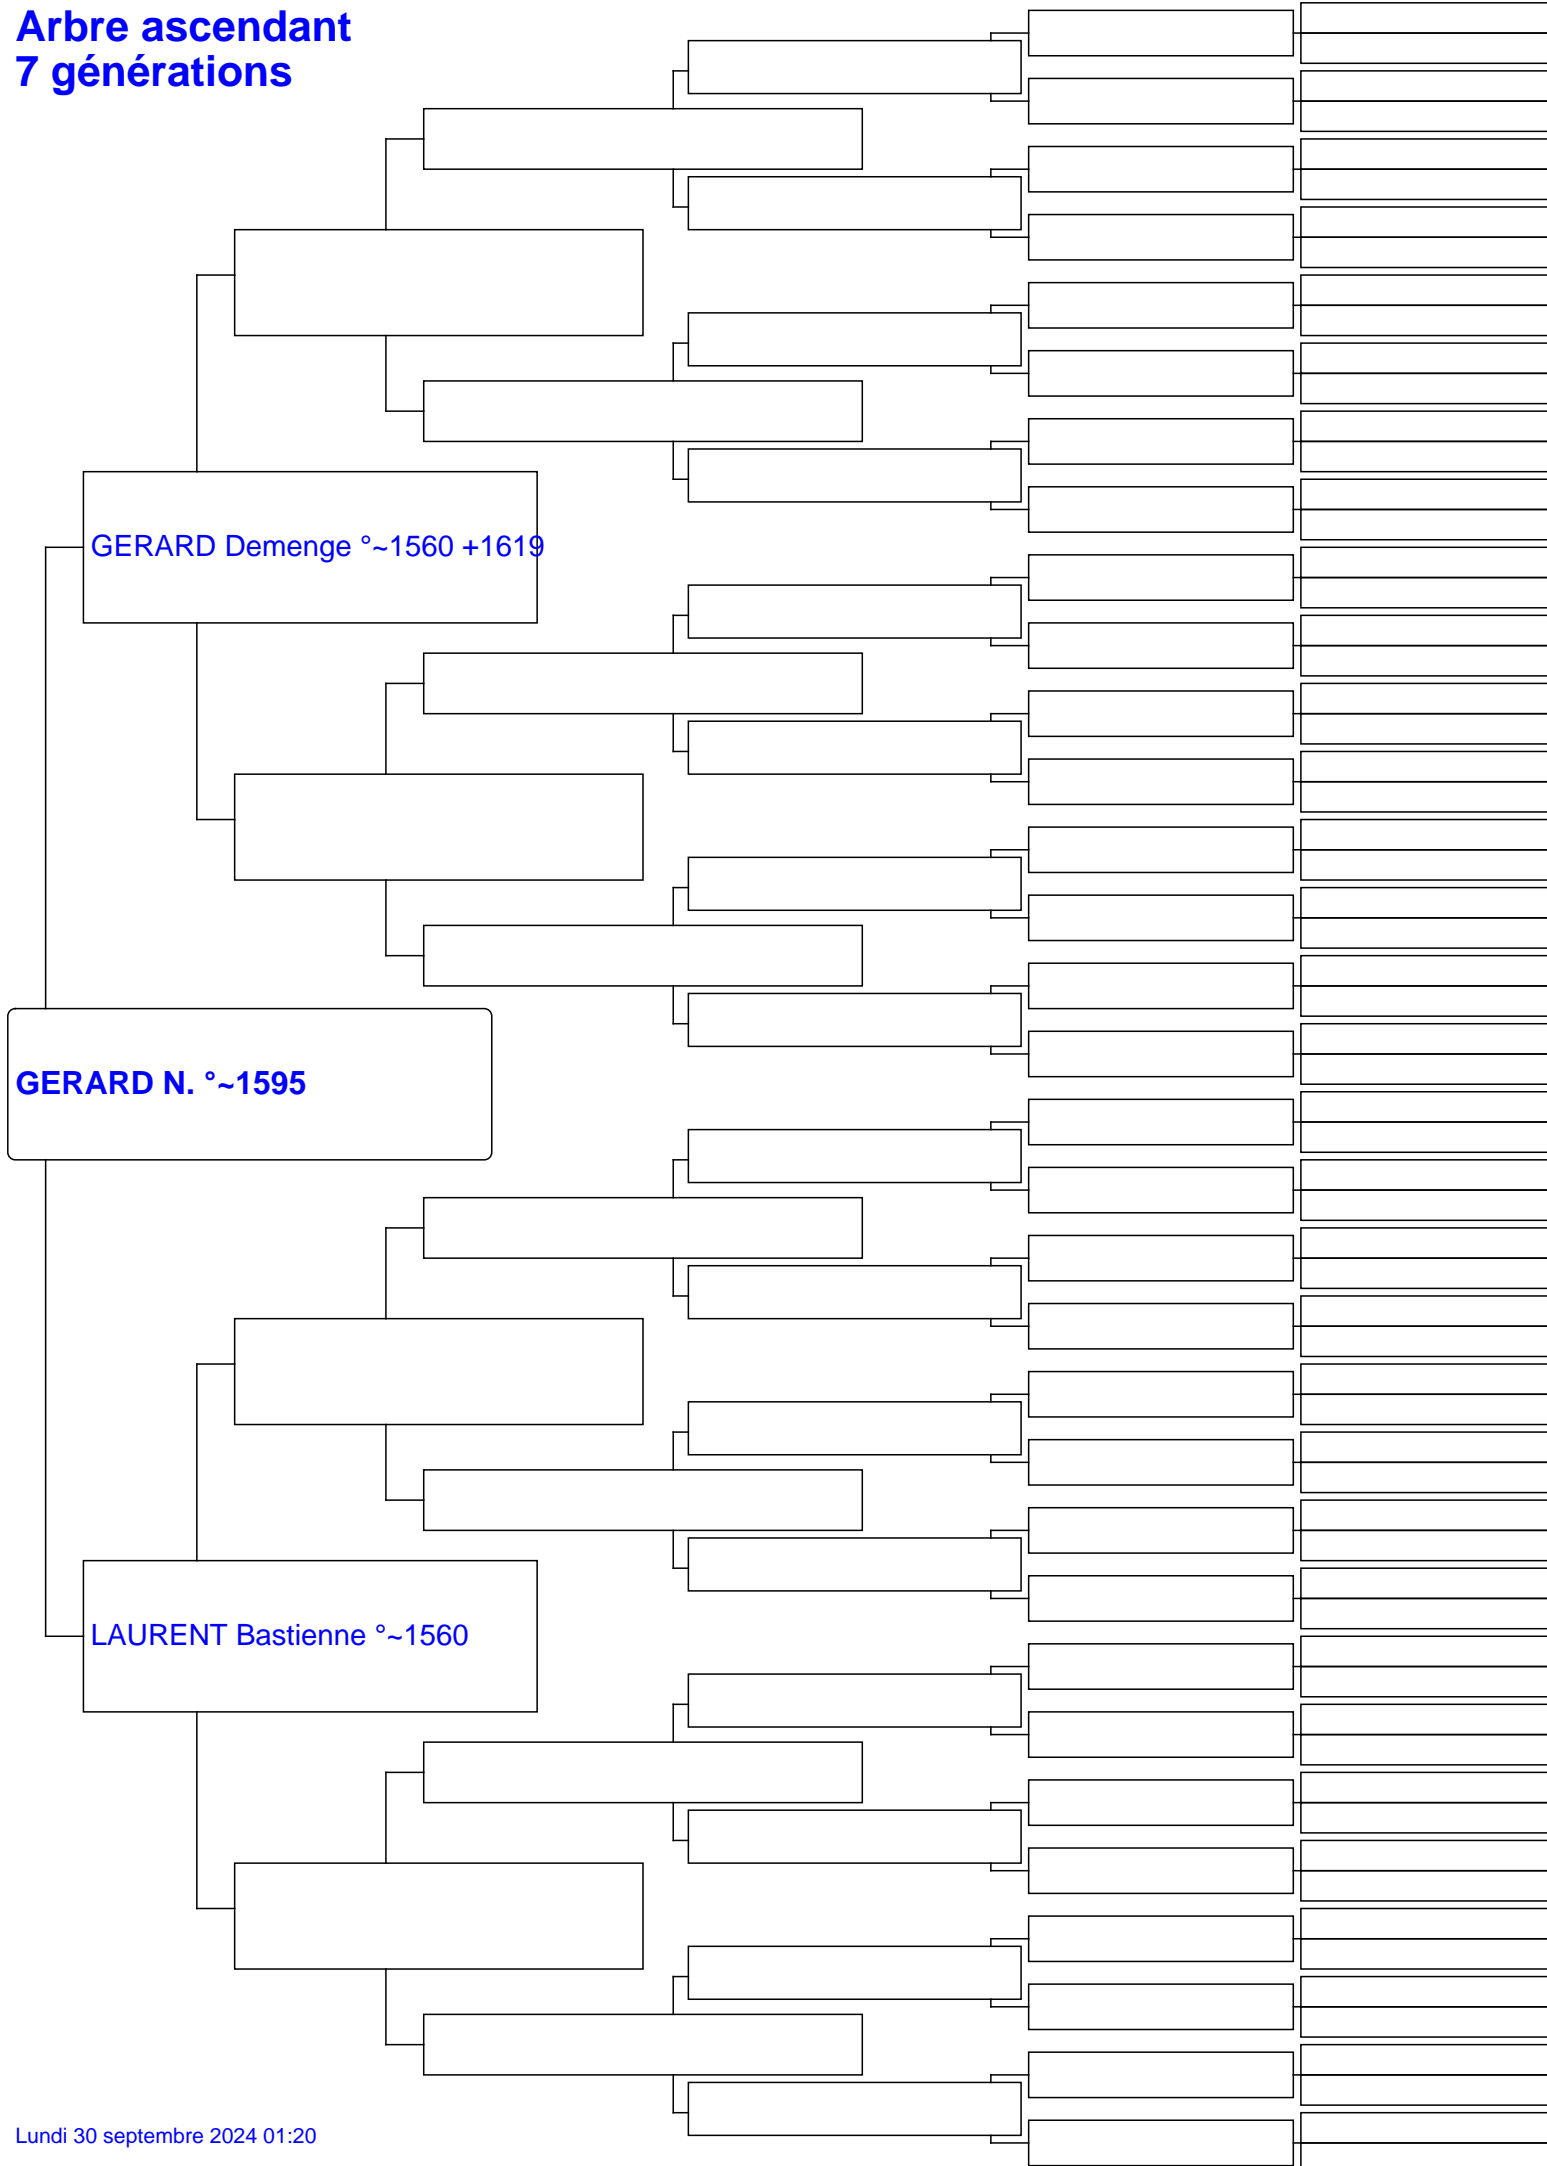 Arbre ascendant
7 générations
GERARD Demenge °~1560 +1619
GERARD N. °~1595
LAURENT Bastienne °~1560
Lundi 30 septembre 2024 01:20